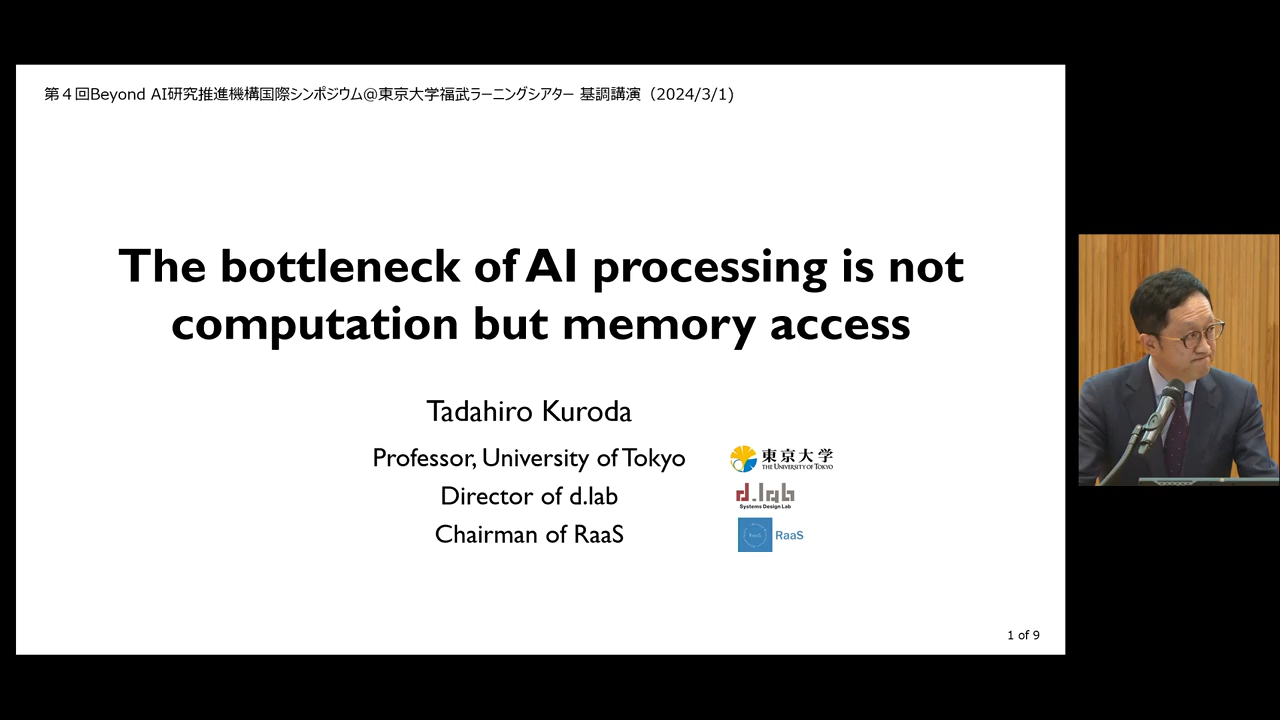 第４回Beyond AI研究推進機構国際シンポジウム@東京大学福武ラーニングシアター 基調講演（2024/3/1)
The bottleneck of AI processing is not
computation but memory access
Tadahiro Kuroda
Professor, University of Tokyo
東京大学
THE UNIVERSITY OF TOKYO
Director of d.lab
d.lab
Systems Design Lab
Chairman of RaaS
RaaS
RaaS
1 of 9